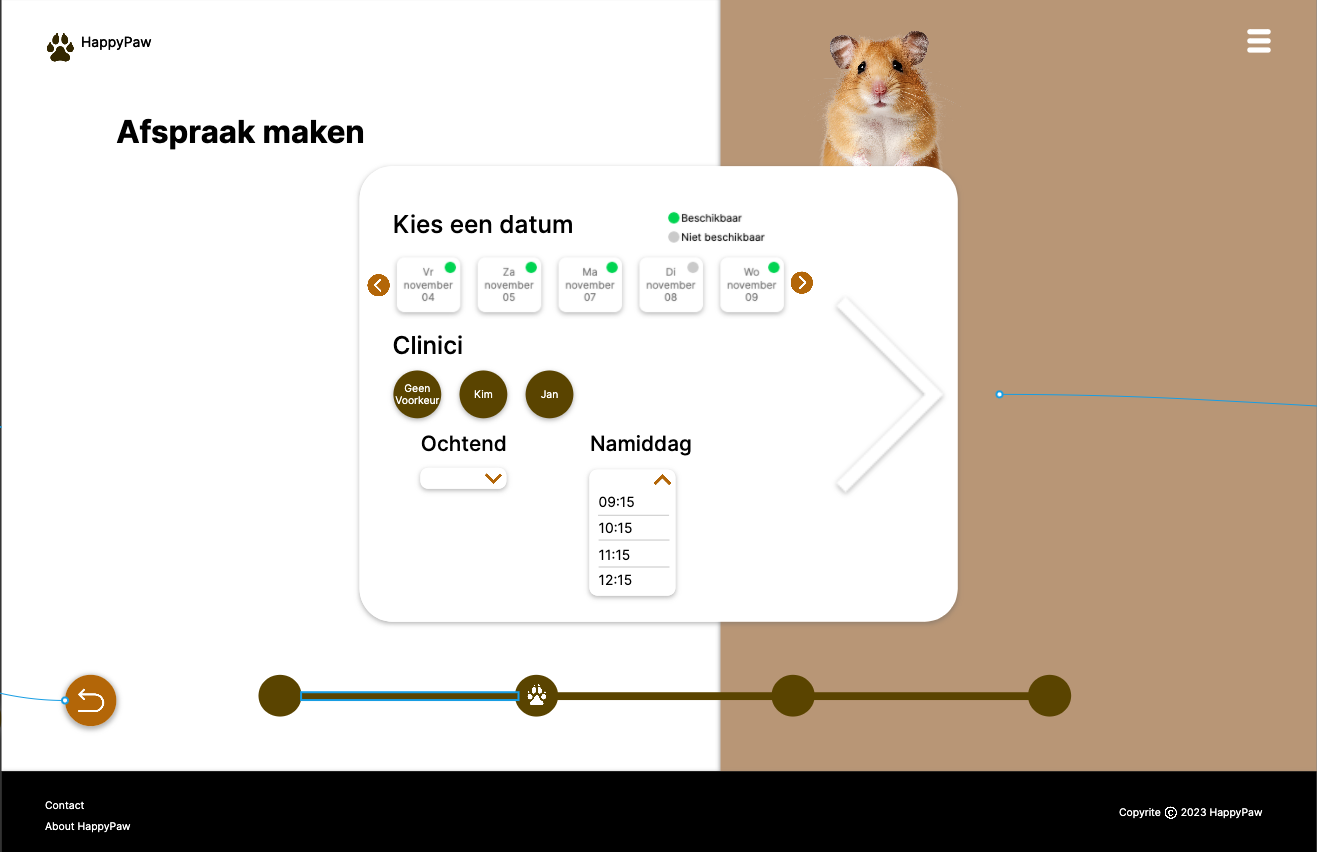 HappyPaw
Afspraak maken
Kies een datum
Beschikbaar
Niet beschikbaar
Vr
november
04
Za
november
05
Ma
november
07
Di
november
08
Wo
november
09
Clinici
Geen
Voorkeur
Kim
Jan
Ochtend
Namiddag
09:15
10:15
11:15
12:15
Contact
About HappyPaw
Copyrite © 2023 HappyPaw